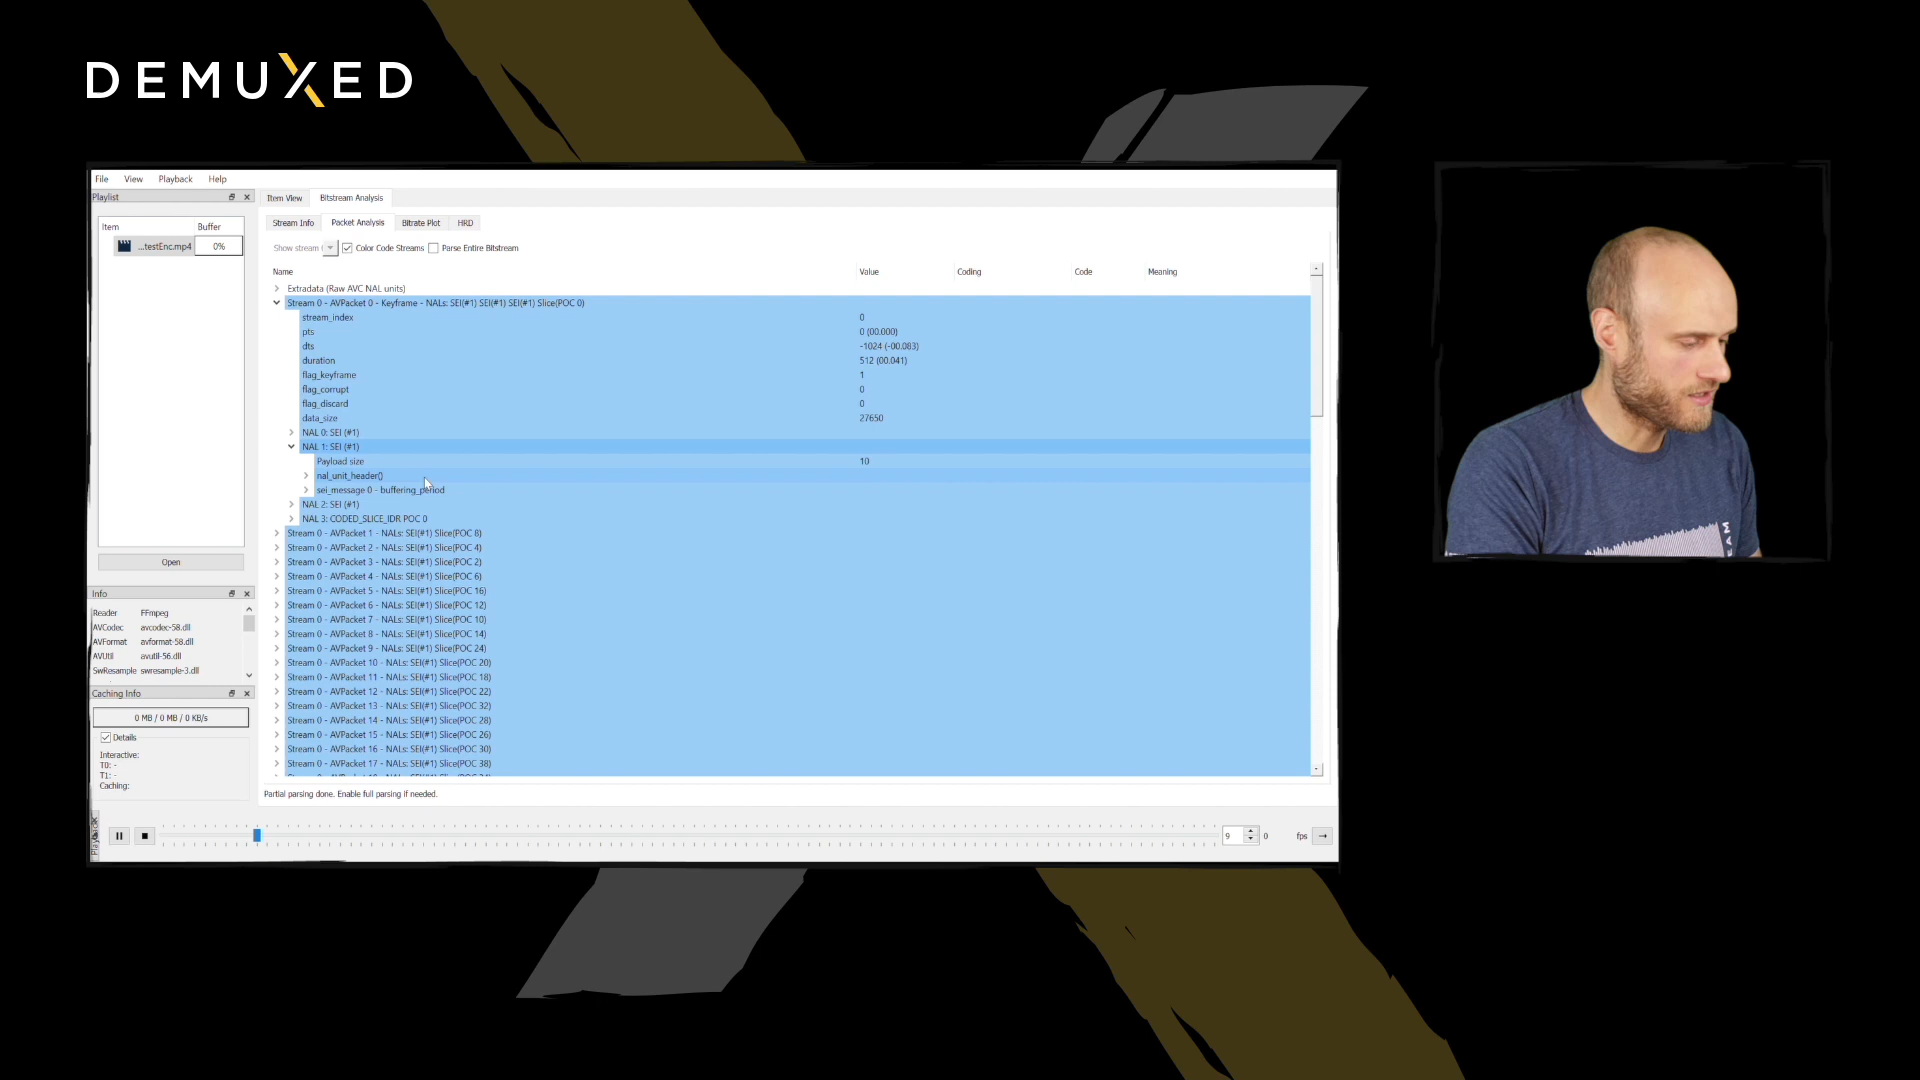 DEMUXED
File View Playback Help
Playlist
Item Buffer
...testEnc.mp4 0%
Open
Info
Reader FFmpeg
AVCodec avcodec-58.dll
AVFormat avformat-58.dll
AVUtil avutil-56.dll
SwResample swresample-3.dll
Caching Info
0 MB / 0 MB / 0 KB/s
Details
Interactive:
T0: -
T1: -
Caching:
Item View Bitstream Analysis
Stream Info Packet Analysis Bitrate Plot HRD
Show stream Color Code Streams Parse Entire Bitstream
Name Value Coding Code Meaning
Extradata (Raw AVC NAL units)
Stream 0 - AVPacket 0 - Keyframe - NALs: SEI(#1) SEI(#1) SEI(#1) Slice(POC 0)
stream_index 0
pts 0 (00.000)
dts -1024 (-00.083)
duration 512 (00.041)
flag_keyframe 1
flag_corrupt 0
flag_discard 0
data_size 27650
NAL 0: SEI (#1)
NAL 1: SEI (#1)
Payload size 10
nal_unit_header()
sei_message 0 - buffering_period
NAL 2: SEI (#1)
NAL 3: CODED_SLICE_IDR POC 0
Stream 0 - AVPacket 1 - NALs: SEI(#1) Slice(POC 8)
Stream 0 - AVPacket 2 - NALs: SEI(#1) Slice(POC 4)
Stream 0 - AVPacket 3 - NALs: SEI(#1) Slice(POC 2)
Stream 0 - AVPacket 4 - NALs: SEI(#1) Slice(POC 6)
Stream 0 - AVPacket 5 - NALs: SEI(#1) Slice(POC 16)
Stream 0 - AVPacket 6 - NALs: SEI(#1) Slice(POC 12)
Stream 0 - AVPacket 7 - NALs: SEI(#1) Slice(POC 10)
Stream 0 - AVPacket 8 - NALs: SEI(#1) Slice(POC 14)
Stream 0 - AVPacket 9 - NALs: SEI(#1) Slice(POC 24)
Stream 0 - AVPacket 10 - NALs: SEI(#1) Slice(POC 20)
Stream 0 - AVPacket 11 - NALs: SEI(#1) Slice(POC 18)
Stream 0 - AVPacket 12 - NALs: SEI(#1) Slice(POC 22)
Stream 0 - AVPacket 13 - NALs: SEI(#1) Slice(POC 32)
Stream 0 - AVPacket 14 - NALs: SEI(#1) Slice(POC 28)
Stream 0 - AVPacket 15 - NALs: SEI(#1) Slice(POC 26)
Stream 0 - AVPacket 16 - NALs: SEI(#1) Slice(POC 30)
Stream 0 - AVPacket 17 - NALs: SEI(#1) Slice(POC 38)
Partial parsing done. Enable full parsing if needed.
9 0 fps